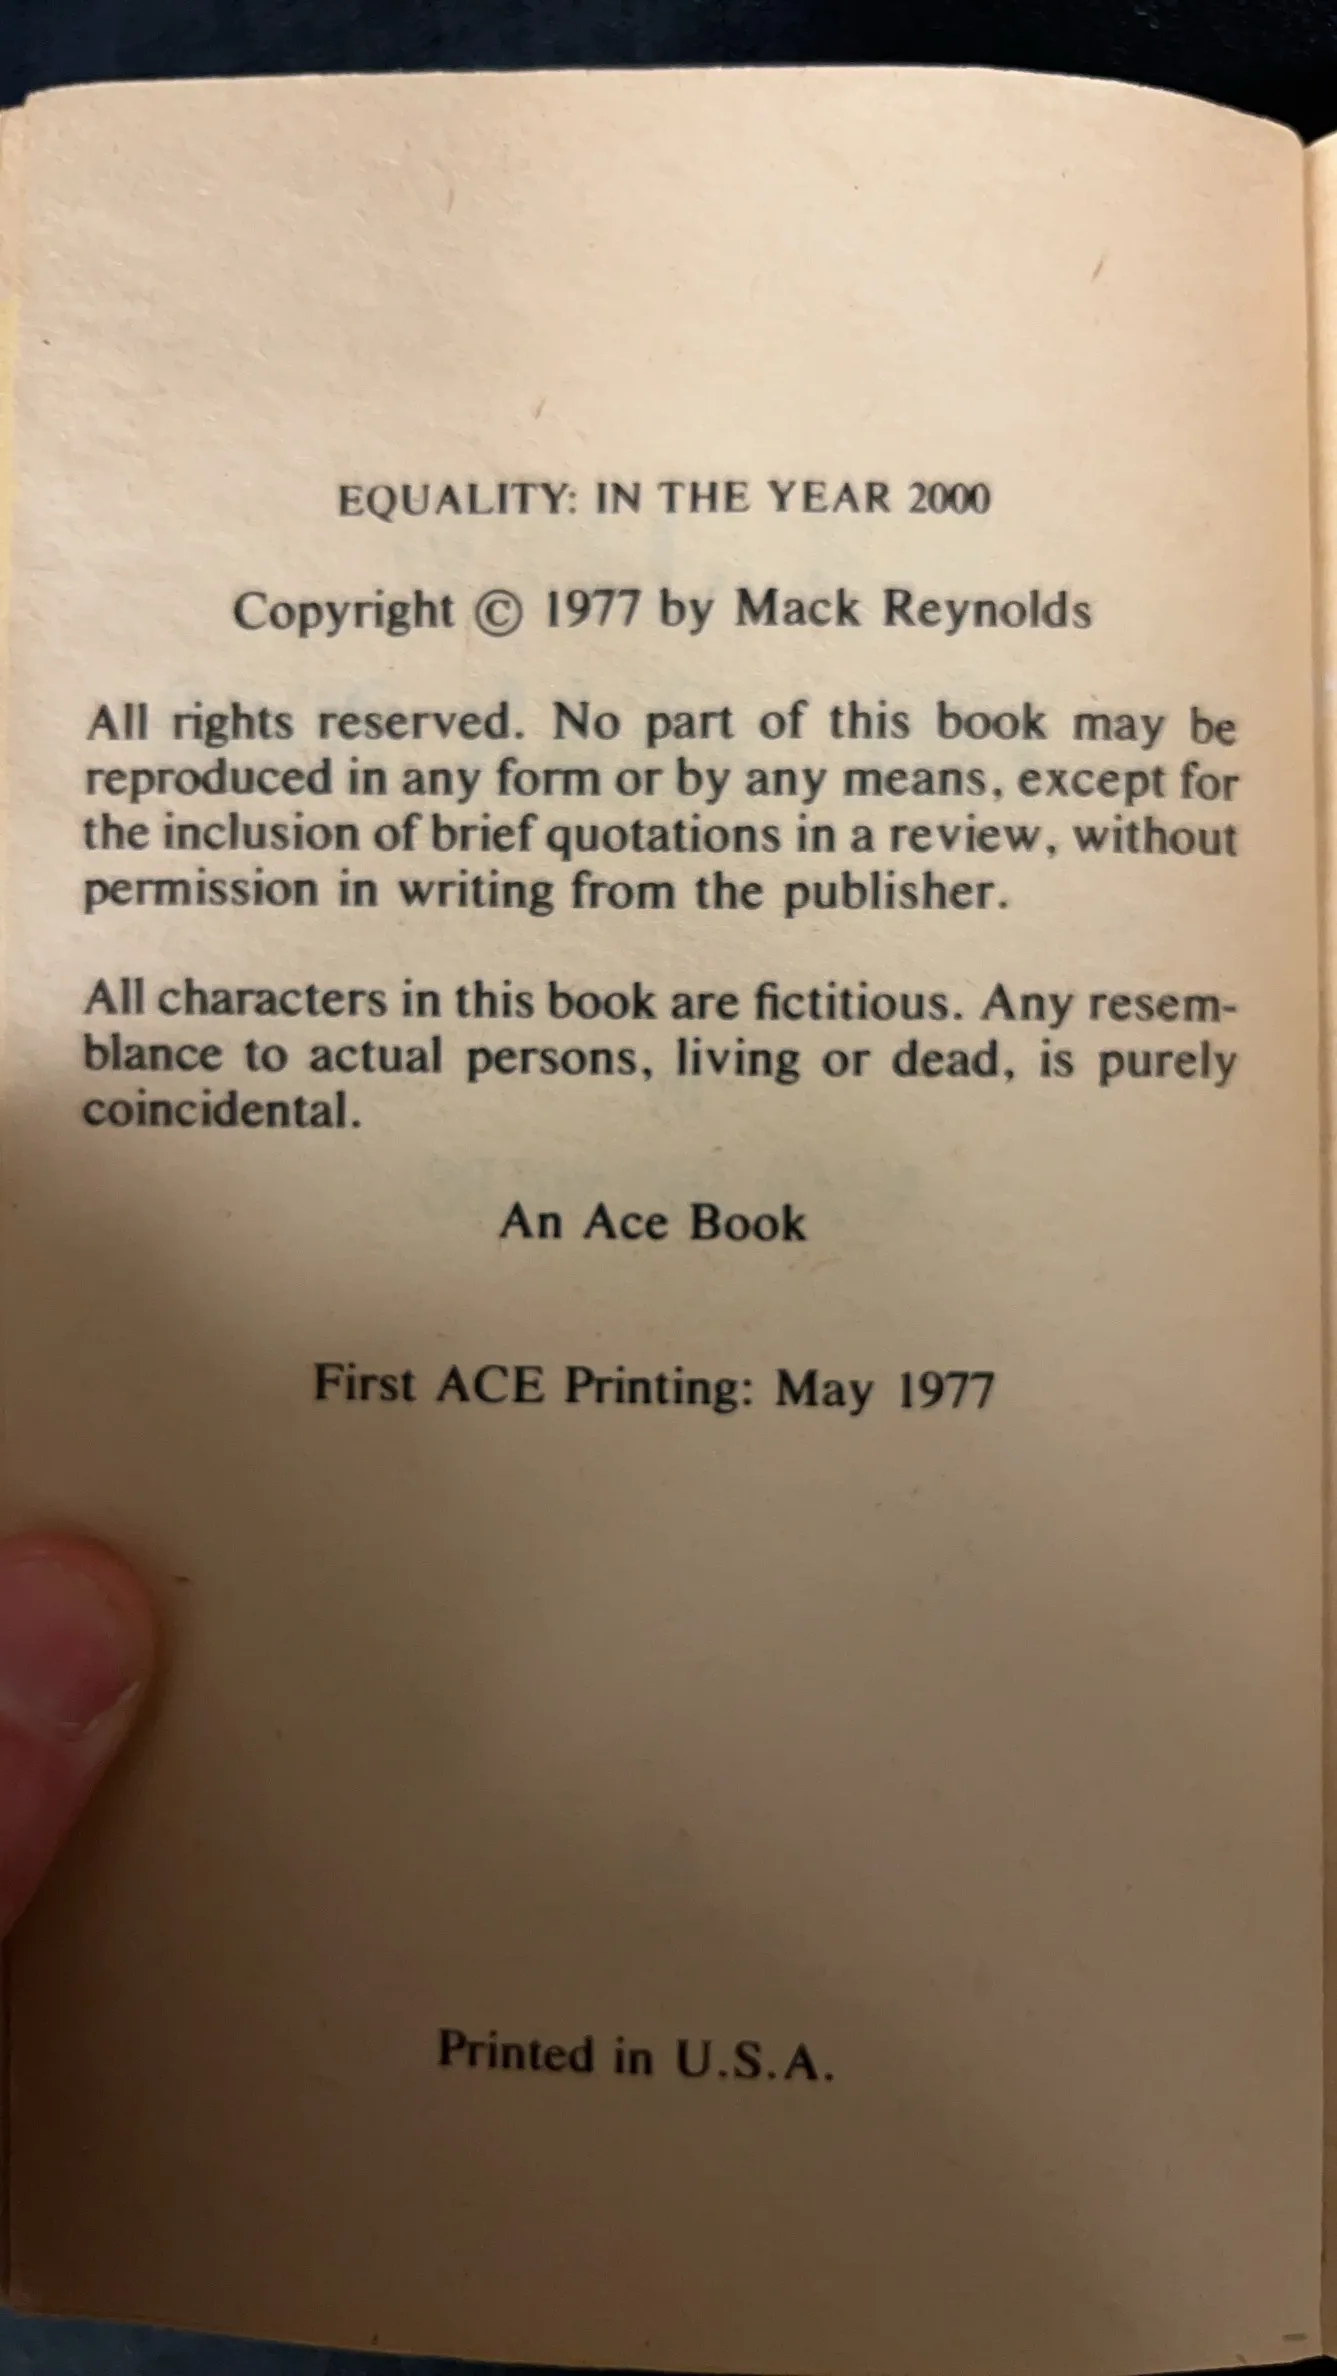 EQUALITY: IN THE YEAR 2000
Copyright © 1977 by Mack Reynolds
All rights reserved. No part of this book may be
reproduced in any form or by any means, except for
the inclusion of brief quotations in a review, without
permission in writing from the publisher.
All characters in this book are fictitious. Any resem-
blance to actual persons, living or dead, is purely
coincidental.
An Ace Book
First ACE Printing: May 1977
Printed in U.S.A.